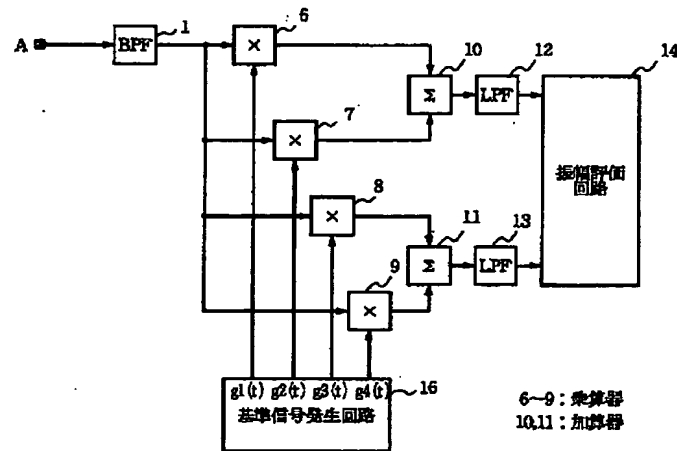 1
6
A
BPF
×
10
12
14
Σ
LPF
7
×
振幅評価
回路
8
×
11
13
Σ
LPF
9
×
g1(t) g2(t) g3(t) g4(t)
16
基準信号発生回路
6〜9:乗算器
10,11:加算器